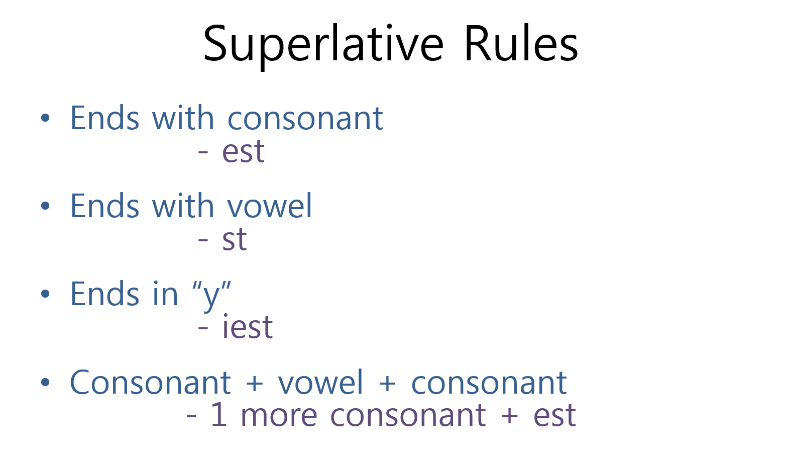 Superlative Rules
• Ends with consonant
- est
• Ends with vowel
- st
• Ends in “y”
- iest
• Consonant + vowel + consonant
- 1 more consonant + est